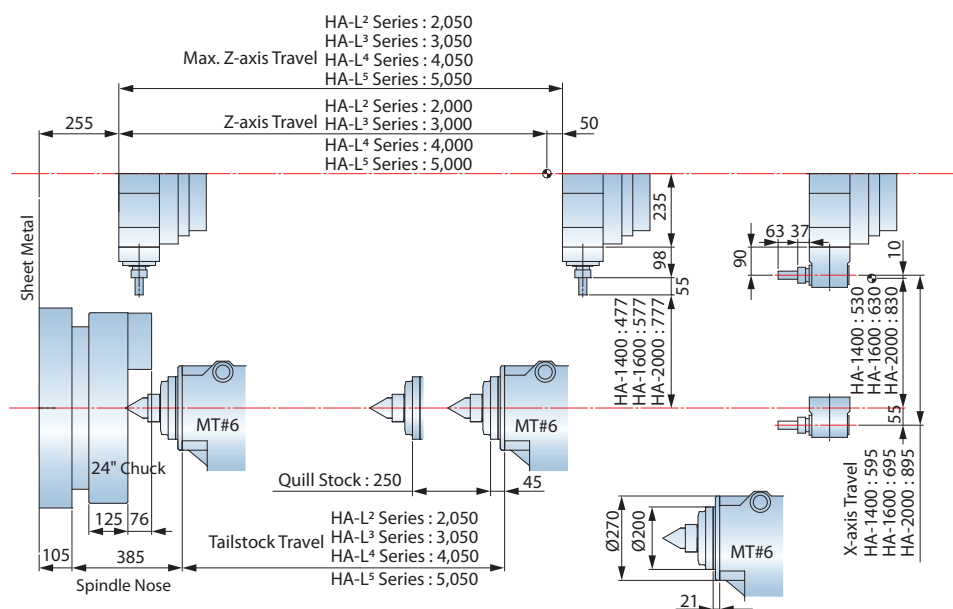 HA-L² Series : 2,050
HA-L³ Series : 3,050
Max. Z-axis Travel
HA-L⁴ Series : 4,050
HA-L⁵ Series : 5,050
HA-L² Series : 2,000
255
Z-axis Travel
HA-L³ Series : 3,000
50
HA-L⁴ Series : 4,000
HA-L⁵ Series : 5,000
Sheet Metal
235
98
55
HA-1400 : 477
HA-1600 : 577
HA-2000 : 777
63
37
90
10
HA-1400 : 530
HA-1600 : 630
HA-2000 : 830
55
X-axis Travel
HA-1400 : 595
HA-1600 : 695
HA-2000 : 895
MT#6
MT#6
24" Chuck
Quill Stock : 250
45
125
76
HA-L² Series : 2,050
HA-L³ Series : 3,050
Tailstock Travel
HA-L⁴ Series : 4,050
HA-L⁵ Series : 5,050
105
385
Spindle Nose
Ø270
Ø200
MT#6
21